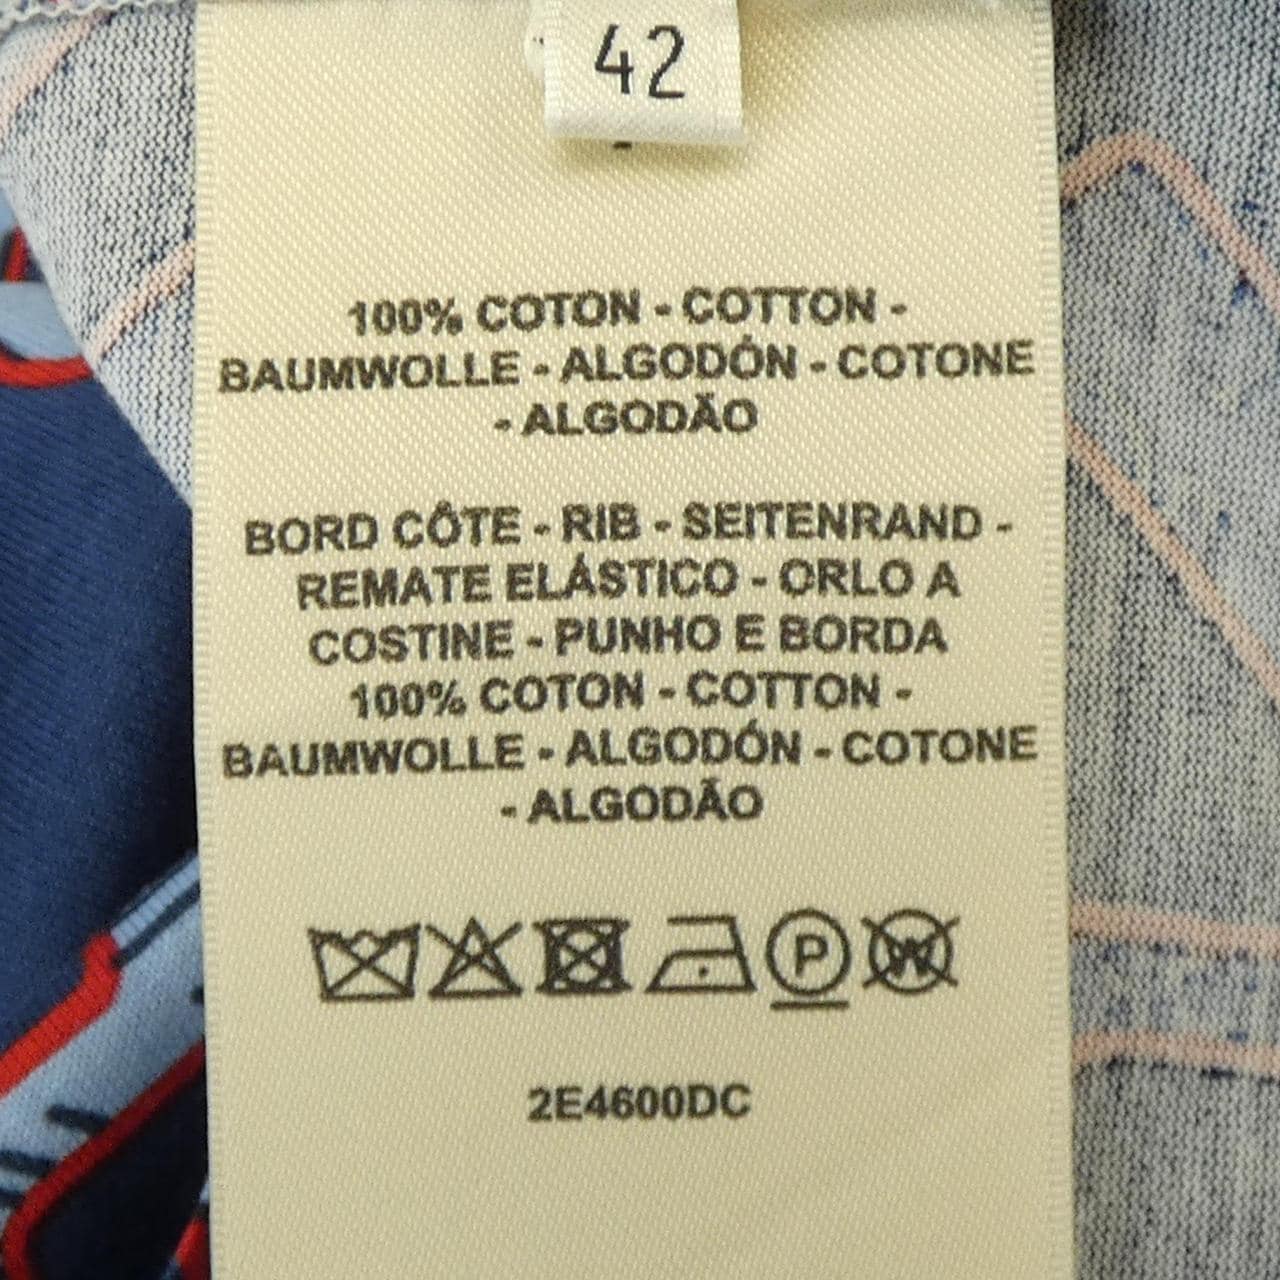 42
100% COTON - COTTON -
BAUMWOLLE - ALGODÓN - COTONE
- ALGODÃO
BORD CÔTE - RIB - SEITENRAND -
REMATE ELÁSTICO - ORLO A
COSTINE - PUNHO E BORDA
100% COTON - COTTON -
BAUMWOLLE - ALGODÓN - COTONE
- ALGODÃO
P W
2E4600DC